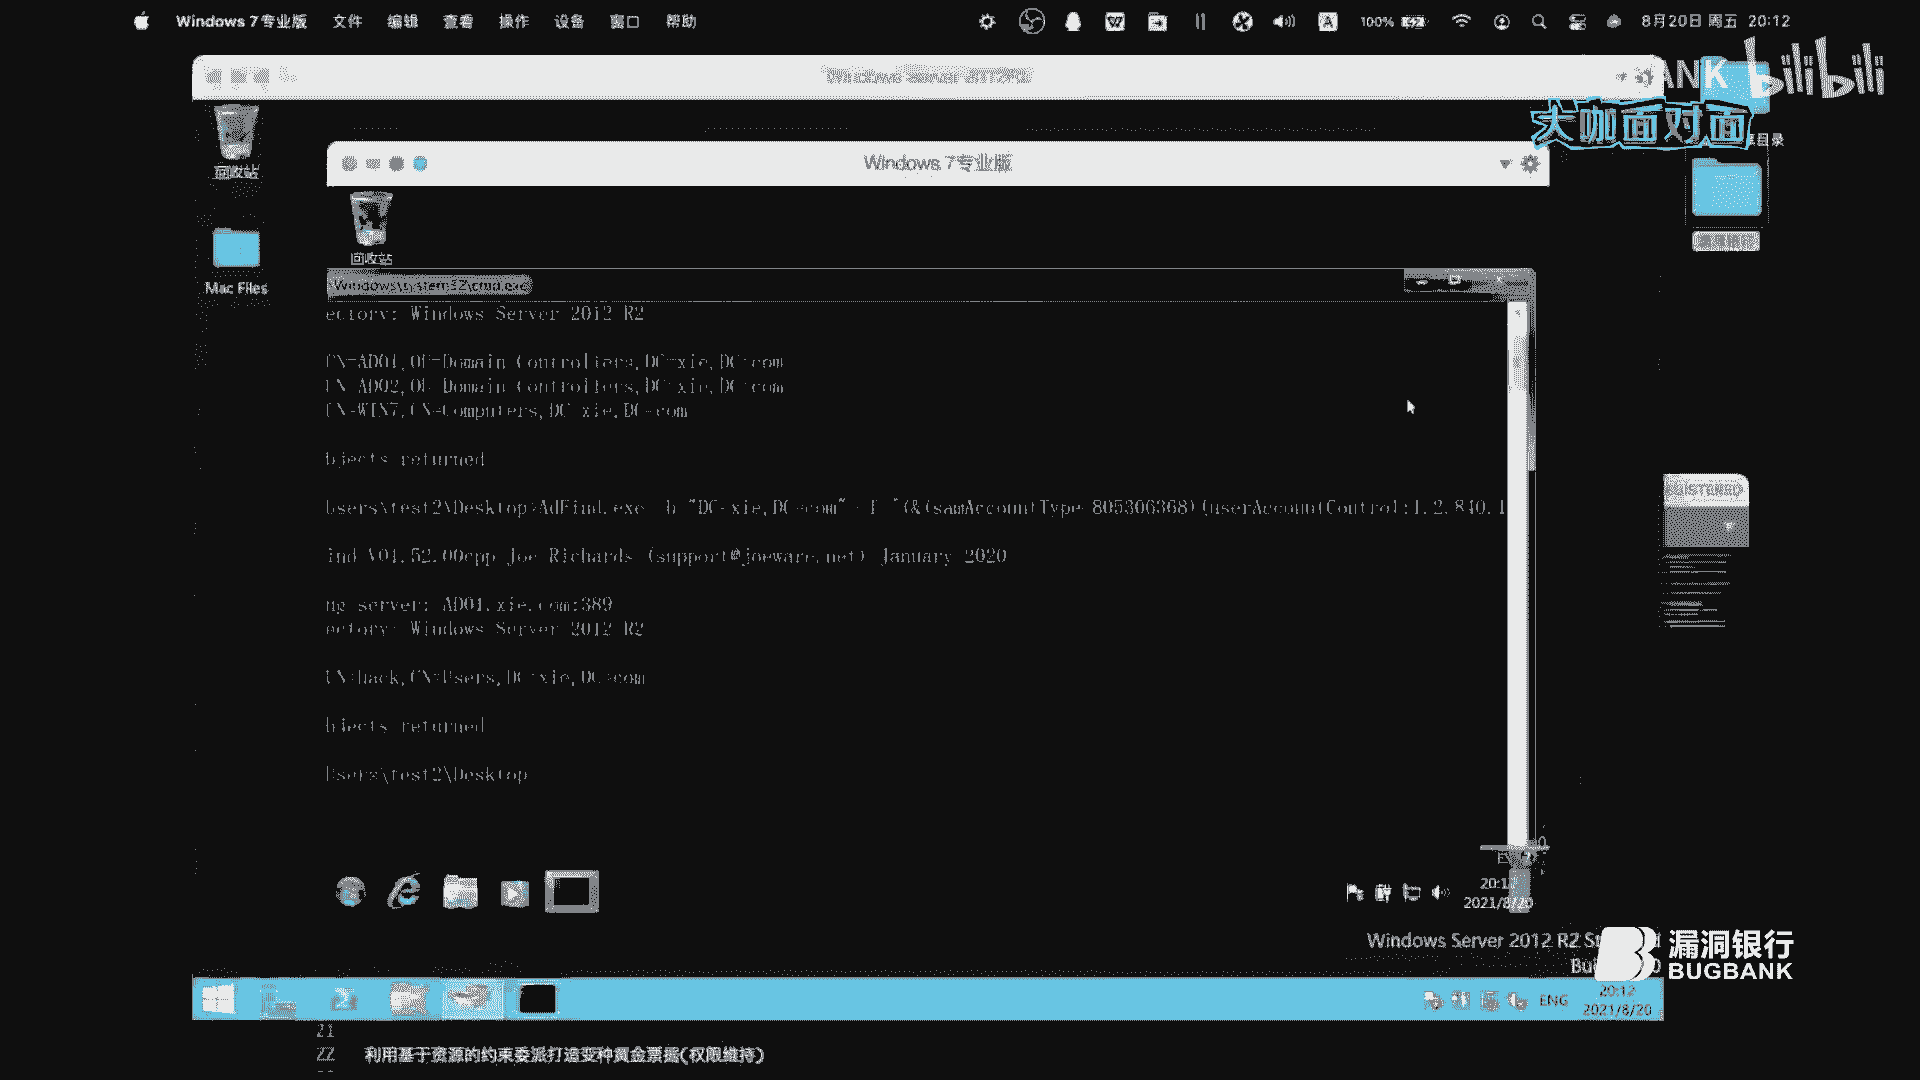 Windows 7专业版 文件 编辑 查看 操作 设备 窗口 帮助 100% 8月20日 周五 20:12
Windows Server 2012R2
ANK bilibili
大咖面对面
目录
回收站
Windows 7专业版
回收站
Mac Files
Windows\system32\cmd.exe
ectory: Windows Server 2012 R2
CN=AD01,OU=Domain Controllers,DC=xie,DC=com
CN=AD02,OU=Domain Controllers,DC=xie,DC=com
CN=WIN7,CN=Computers,DC=xie,DC=com
bjects returned
Users\test2\Desktop>AdFind.exe -b "DC=xie,DC=com" -f "(&(samAccountType=805306368)(userAccountControl:1.2.840.1
ind V01.52.00cpp Joe Richards (support@joeware.net) January 2020
ng server: AD01.xie.com:389
ectory: Windows Server 2012 R2
CN=hack,CN=Users,DC=xie,DC=com
bjects returned
Users\test2\Desktop
20:12
2021/8/20
Windows Server 2012 R2 St
Bu
漏洞银行
BUGBANK
ENG
20:12
2021/8/20
21
22 利用基于资源的约束委派打造变种黄金票据(权限维持)